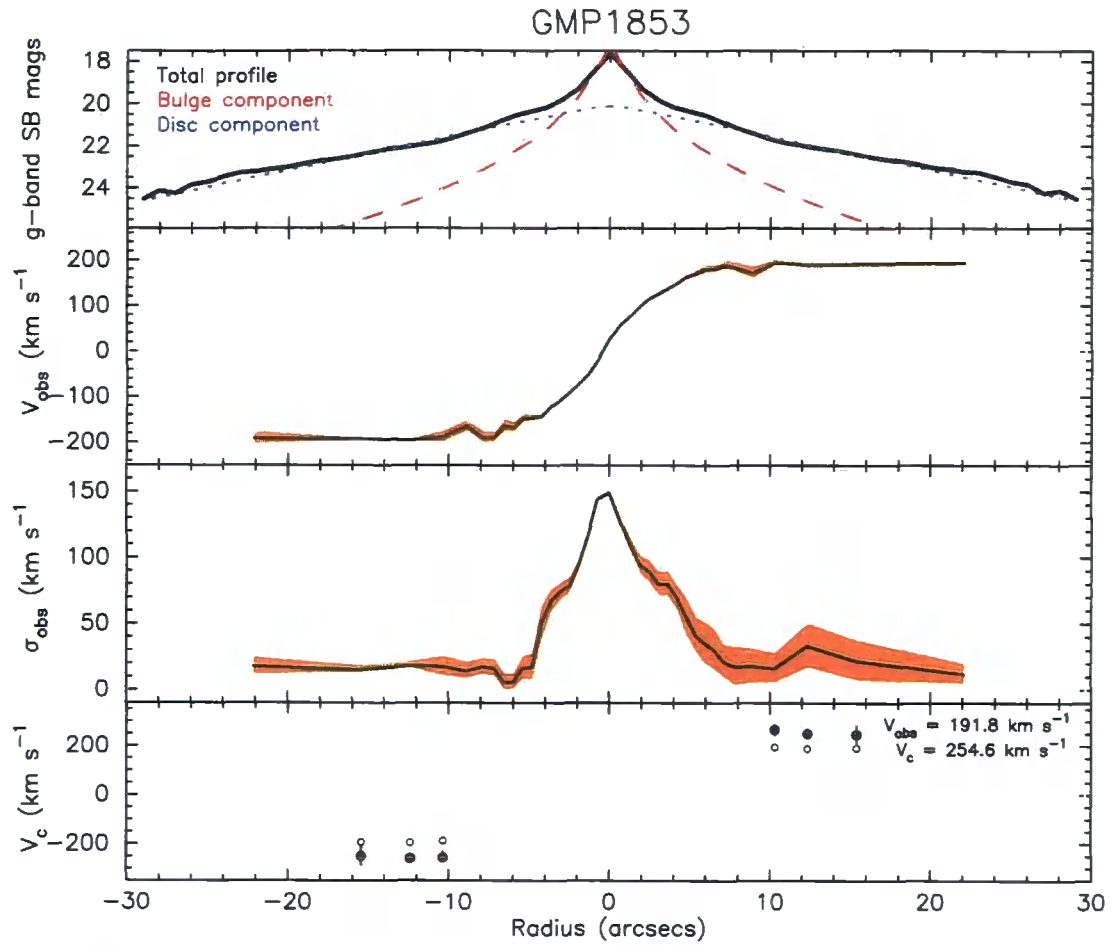 GMP1853
g-band SB mags
18
20
22
24
Total profile
Bulge component
Disc component
V_obs (km s⁻¹)
200
100
0
−100
−200
σ_obs (km s⁻¹)
150
100
50
0
V_c (km s⁻¹)
200
0
−200
V_obs = 191.8 km s⁻¹
V_c = 254.6 km s⁻¹
−30 −20 −10 0 10 20 30
Radius (arcsecs)